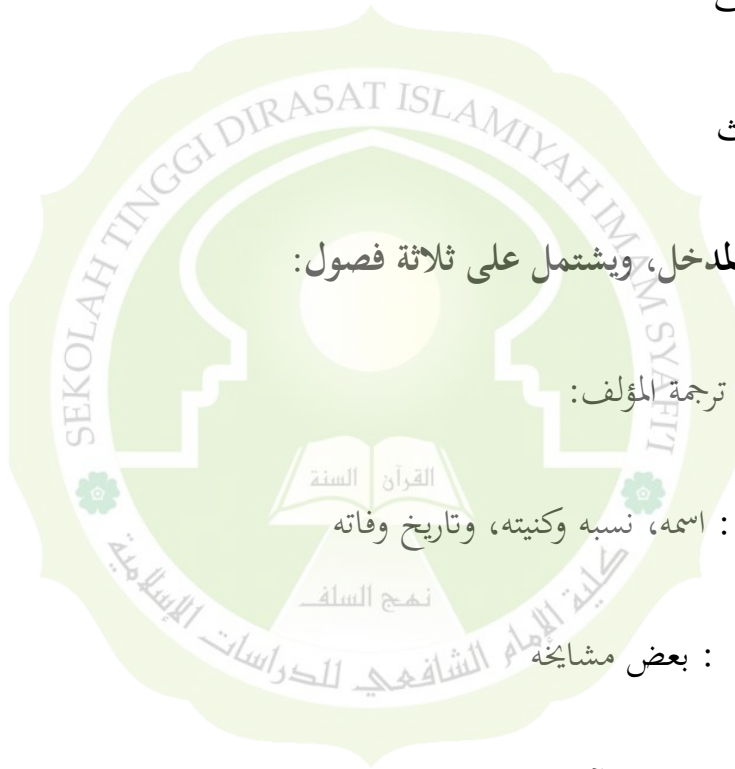 ث
لمدخل، ويشتمل على ثلاثة فصول:
ترجمة المؤلف:
: اسمه، نسبه وكنيته، وتاريخ وفاته
: بعض مشايخه
SEKOLAH TINGGI DIRASAT ISLAMIYAH IMAM SYAFI'I
القرآن السنة
نهج السلف
كلية الإمام الشافعي للدراسات الإسلامية